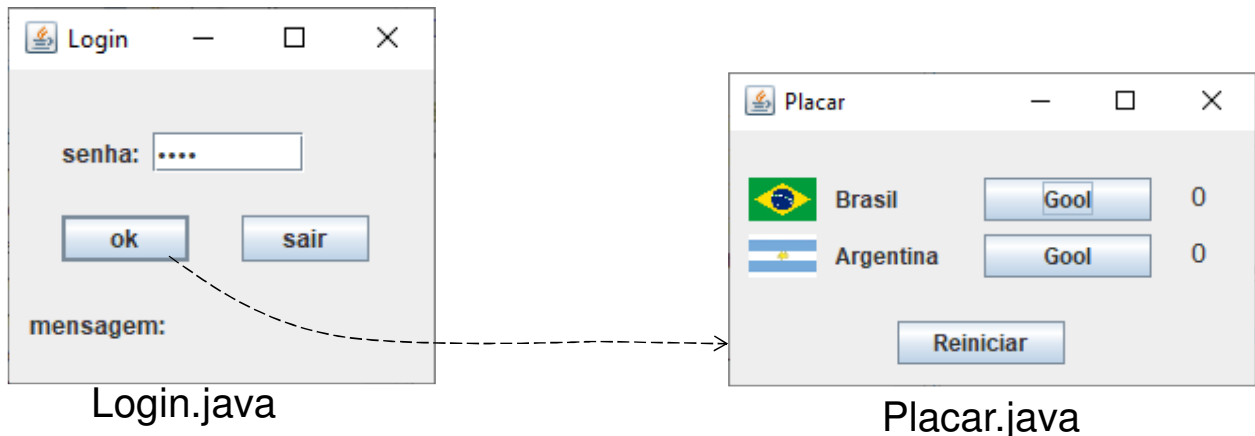 Login
senha: ••••
ok sair
mensagem:
Login.java
Placar
Brasil Gool 0
Argentina Gool 0
Reiniciar
Placar.java